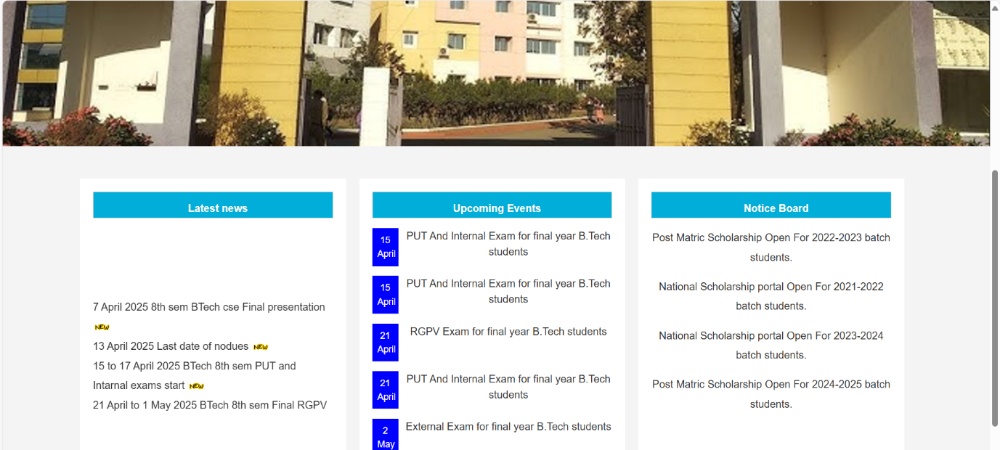 Latest news
7 April 2025 8th sem BTech cse Final presentation
NEW
13 April 2025 Last date of nodues NEW
15 to 17 April 2025 BTech 8th sem PUT and
Intarnal exams start NEW
21 April to 1 May 2025 BTech 8th sem Final RGPV
Upcoming Events
15
April
PUT And Internal Exam for final year B.Tech
students
15
April
PUT And Internal Exam for final year B.Tech
students
21
April
RGPV Exam for final year B.Tech students
21
April
PUT And Internal Exam for final year B.Tech
students
2
May
External Exam for final year B.Tech students
Notice Board
Post Matric Scholarship Open For 2022-2023 batch
students.
National Scholarship portal Open For 2021-2022
batch students.
National Scholarship portal Open For 2023-2024
batch students.
Post Matric Scholarship Open For 2024-2025 batch
students.